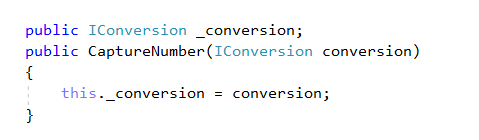 public IConversion _conversion;
public CaptureNumber(IConversion conversion)
{
    this._conversion = conversion;
}